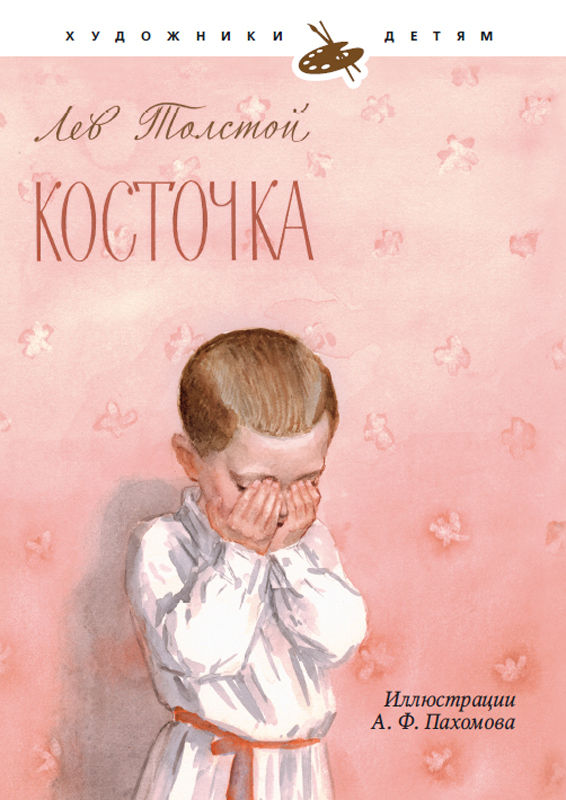 ХУДОЖНИКИ ДЕТЯМ
Лев Толстой
КОСТОЧКА
Иллюстрации
А. Ф. Пахомова